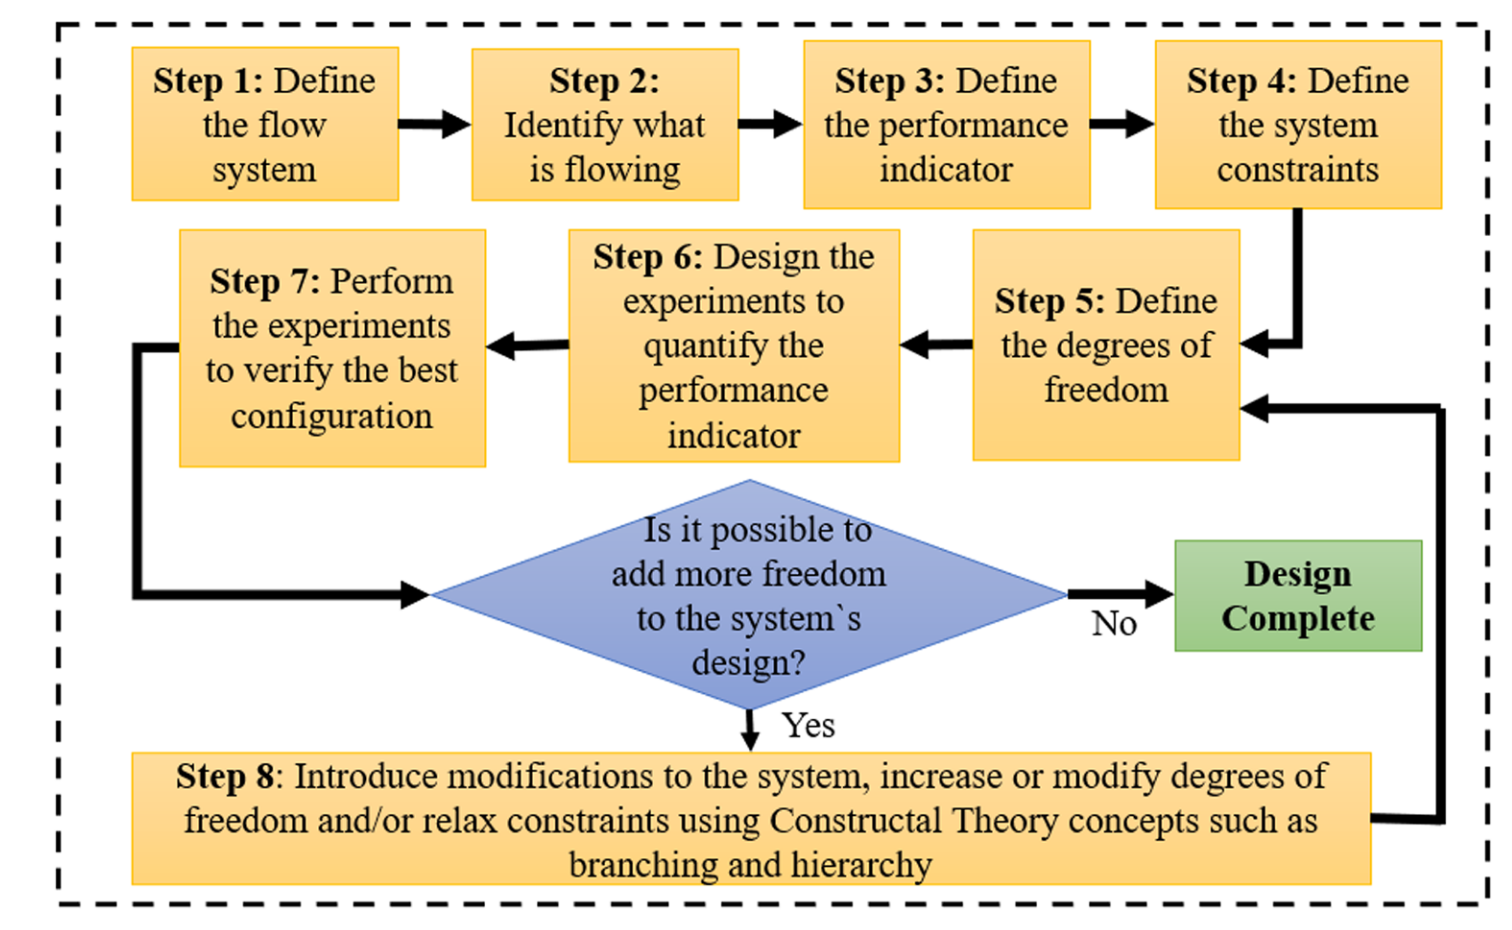 Step 1: Define
the flow
system
Step 2:
Identify what
is flowing
Step 3: Define
the performance
indicator
Step 4: Define
the system
constraints
Step 5: Define
the degrees of
freedom
Step 6: Design the
experiments to
quantify the
performance
indicator
Step 7: Perform
the experiments
to verify the best
configuration
Is it possible to
add more freedom
to the system`s
design?
No
Design
Complete
Yes
Step 8: Introduce modifications to the system, increase or modify degrees of
freedom and/or relax constraints using Constructal Theory concepts such as
branching and hierarchy